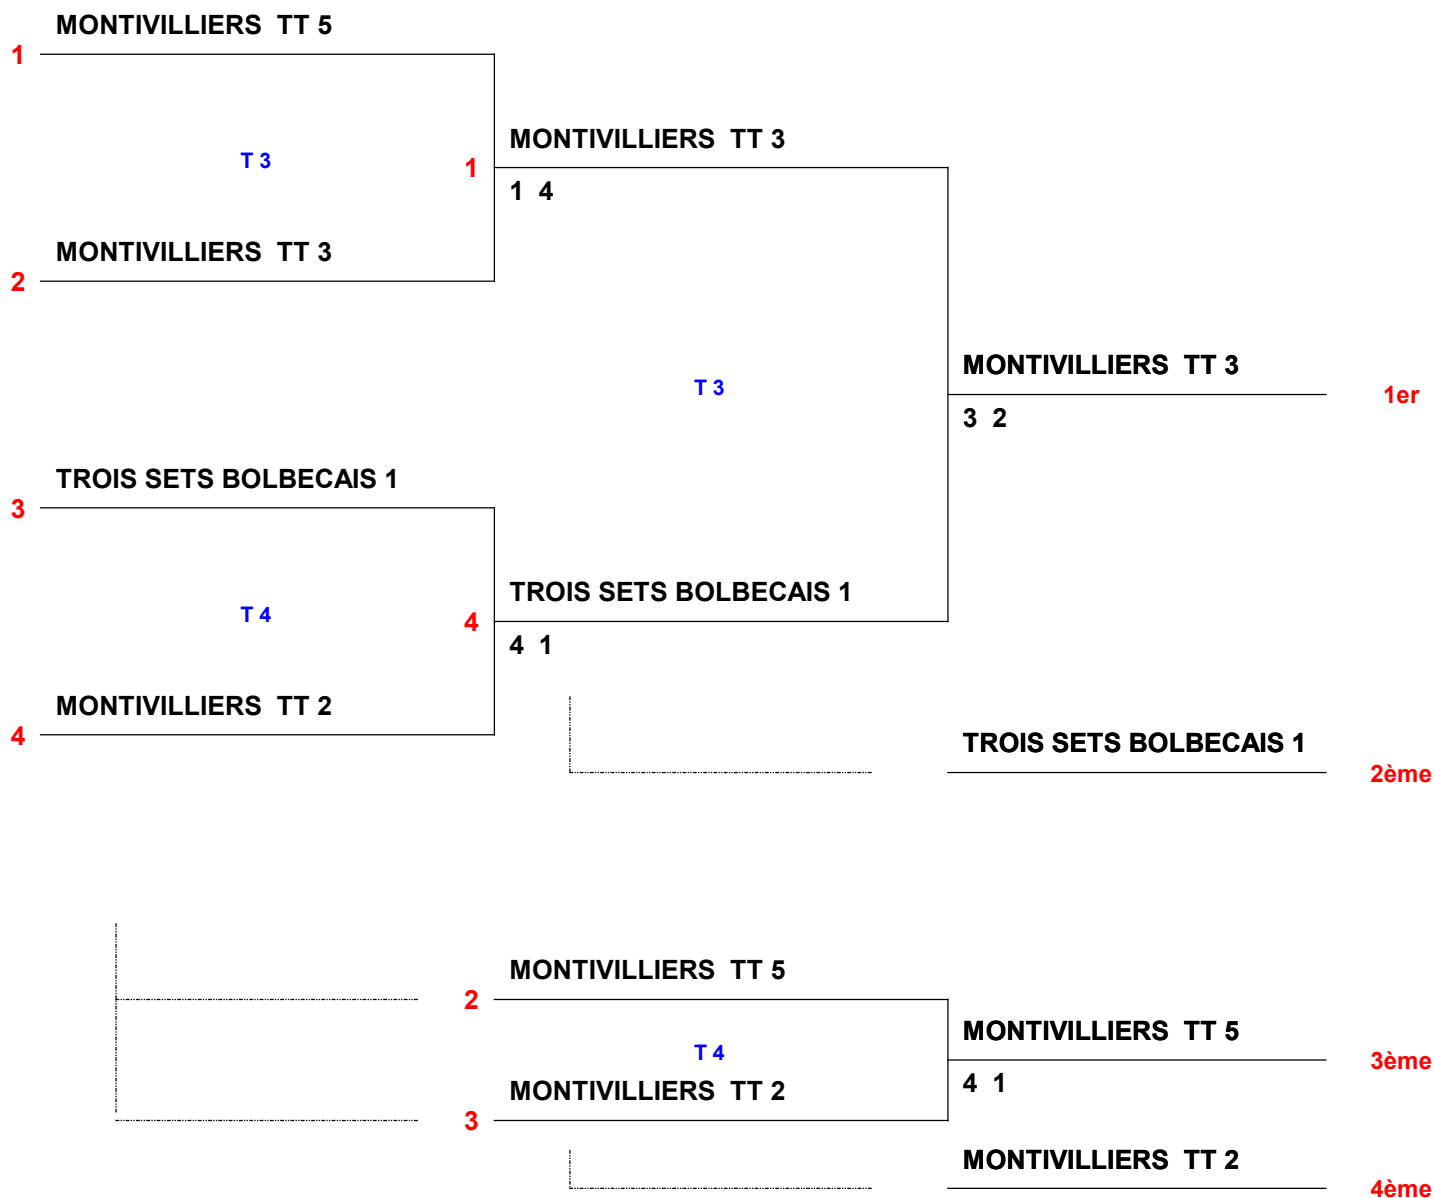 MONTIVILLIERS TT 5
1
MONTIVILLIERS TT 3
T 3
1
1 4
MONTIVILLIERS TT 3
2
MONTIVILLIERS TT 3
T 3
1er
3 2
TROIS SETS BOLBECAIS 1
3
TROIS SETS BOLBECAIS 1
T 4
4
4 1
MONTIVILLIERS TT 2
4
TROIS SETS BOLBECAIS 1
2ème
MONTIVILLIERS TT 5
2
MONTIVILLIERS TT 5
T 4
3ème
4 1
MONTIVILLIERS TT 2
3
MONTIVILLIERS TT 2
4ème